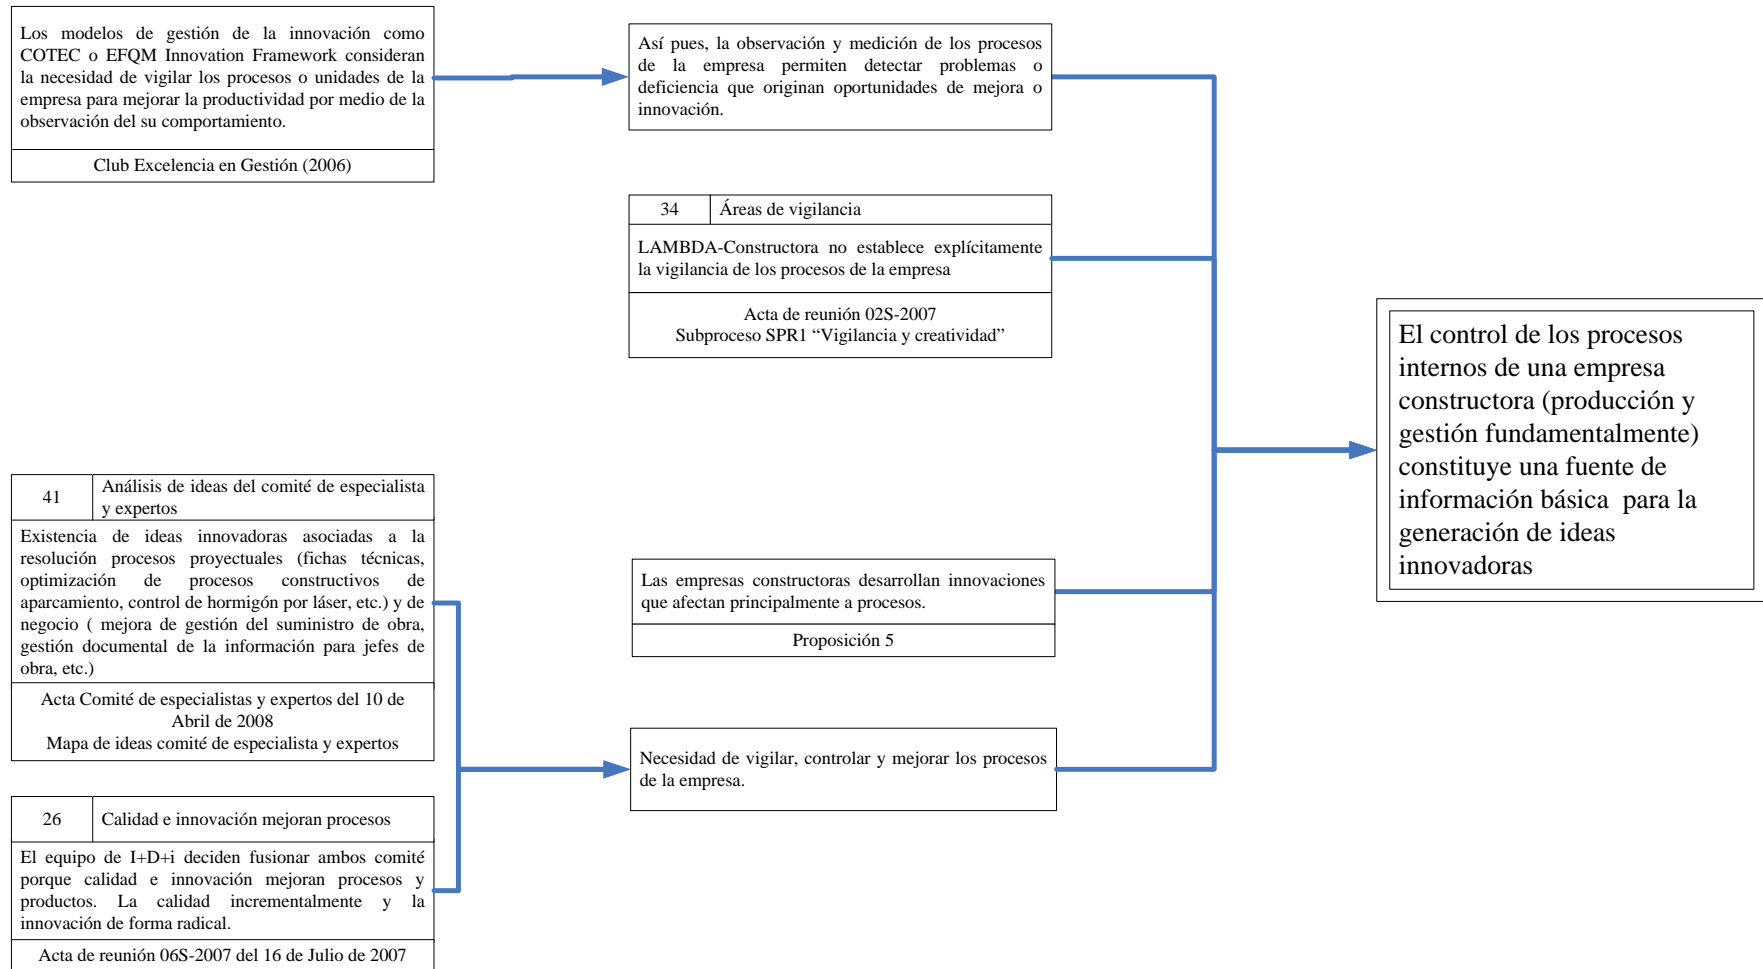 Los modelos de gestión de la innovación como
COTEC o EFQM Innovation Framework consideran
la necesidad de vigilar los procesos o unidades de la
empresa para mejorar la productividad por medio de la
observación del su comportamiento.
Club Excelencia en Gestión (2006)
Así pues, la observación y medición de los procesos
de la empresa permiten detectar problemas o
deficiencia que originan oportunidades de mejora o
innovación.
34 Áreas de vigilancia
LAMBDA-Constructora no establece explícitamente
la vigilancia de los procesos de la empresa
Acta de reunión 02S-2007
Subproceso SPR1 “Vigilancia y creatividad”
41 Análisis de ideas del comité de especialista
y expertos
Existencia de ideas innovadoras asociadas a la
resolución procesos proyectuales (fichas técnicas,
optimización de procesos constructivos de
aparcamiento, control de hormigón por láser, etc.) y de
negocio ( mejora de gestión del suministro de obra,
gestión documental de la información para jefes de
obra, etc.)
Acta Comité de especialistas y expertos del 10 de
Abril de 2008
Mapa de ideas comité de especialista y expertos
26 Calidad e innovación mejoran procesos
El equipo de I+D+i deciden fusionar ambos comité
porque calidad e innovación mejoran procesos y
productos. La calidad incrementalmente y la
innovación de forma radical.
Acta de reunión 06S-2007 del 16 de Julio de 2007
Las empresas constructoras desarrollan innovaciones
que afectan principalmente a procesos.
Proposición 5
Necesidad de vigilar, controlar y mejorar los procesos
de la empresa.
El control de los procesos
internos de una empresa
constructora (producción y
gestión fundamentalmente)
constituye una fuente de
información básica  para la
generación de ideas
innovadoras